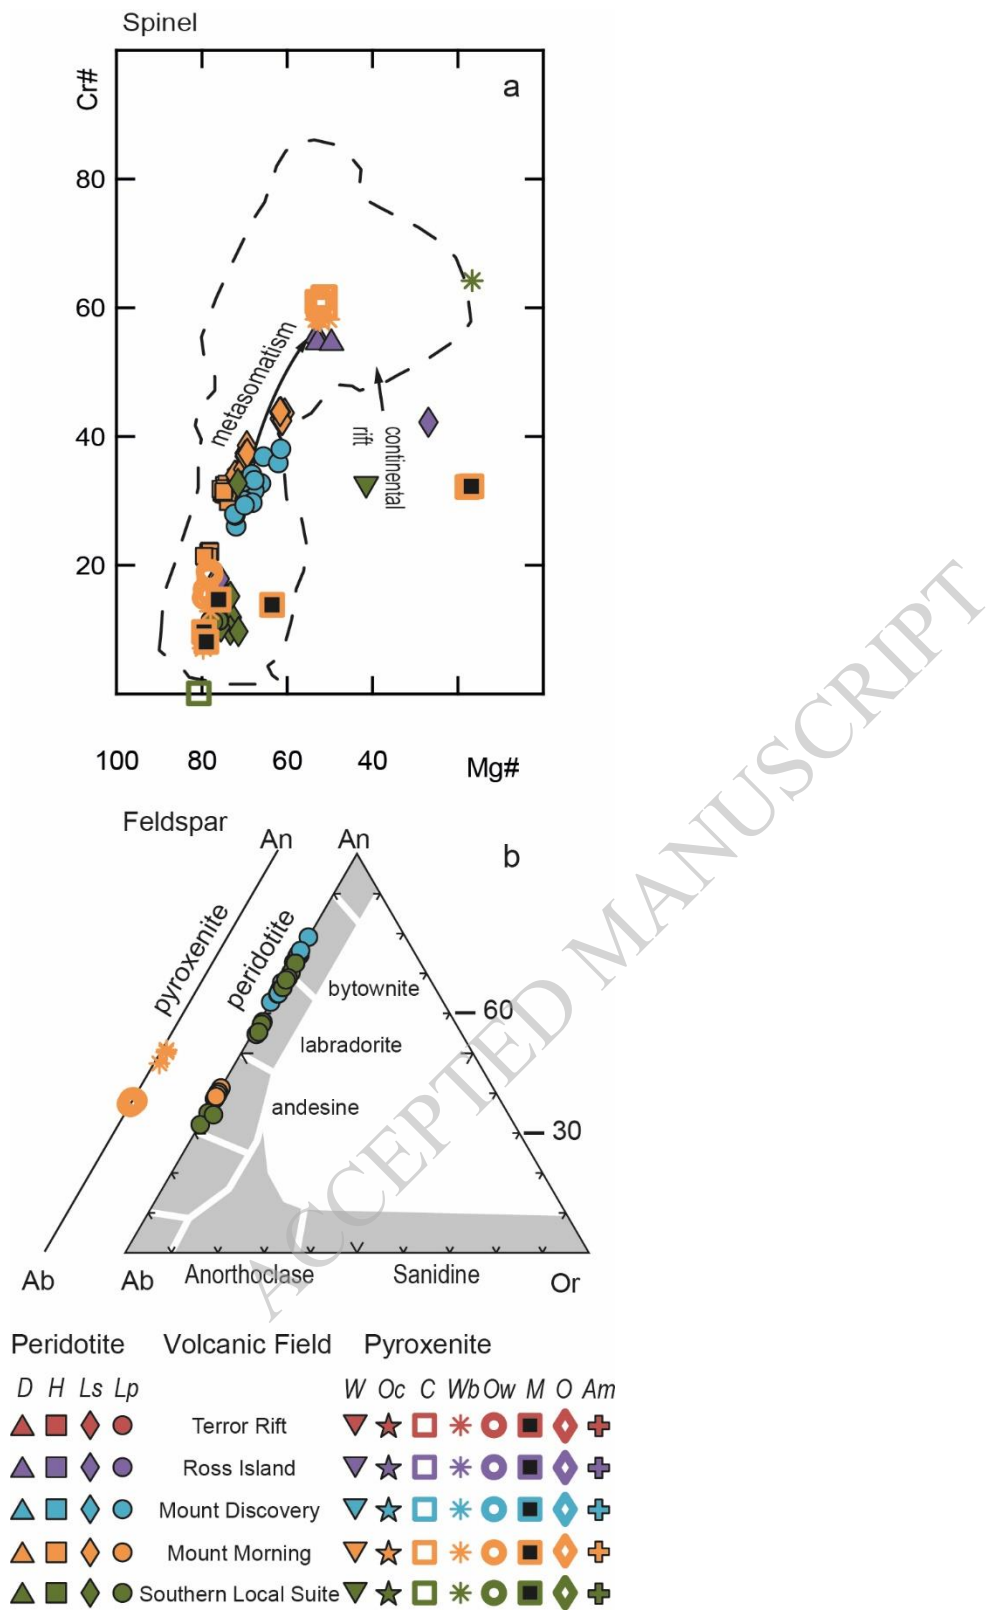 Spinel
Cr#
a
80
60
40
20
metasomatism
continental
rift
100 80 60 40 Mg#
Feldspar
An An b
pyroxenite
peridotite
bytownite
60
labradorite
andesine
30
Ab Ab Anorthoclase Sanidine Or
ACCEPTED MANUSCRIPT
Peridotite Volcanic Field Pyroxenite
D H Ls Lp W Oc C Wb Ow M O Am
Terror Rift
Ross Island
Mount Discovery
Mount Morning
Southern Local Suite